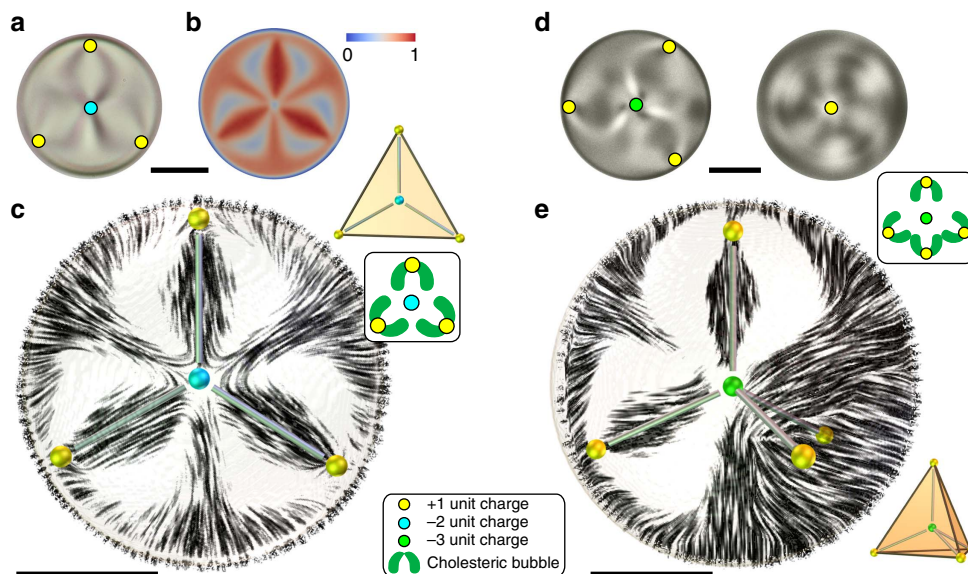 a
b
0 1
d
c
e
+1 unit charge
−2 unit charge
−3 unit charge
Cholesteric bubble